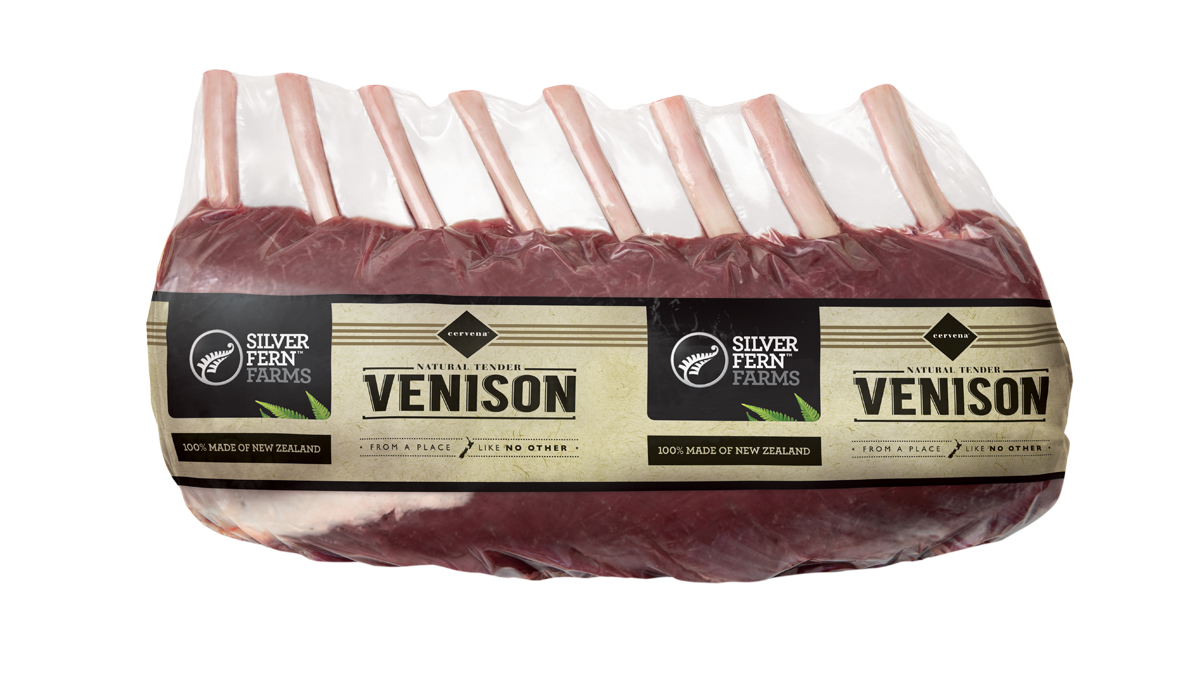 SILVER
FERN™
FARMS
100% MADE OF NEW ZEALAND
cervena
NATURAL TENDER
VENISON
FROM A PLACE LIKE NO OTHER
SILVER
FERN™
FARMS
100% MADE OF NEW ZEALAND
cervena
NATURAL TENDER
VENISON
FROM A PLACE LIKE NO OTHER